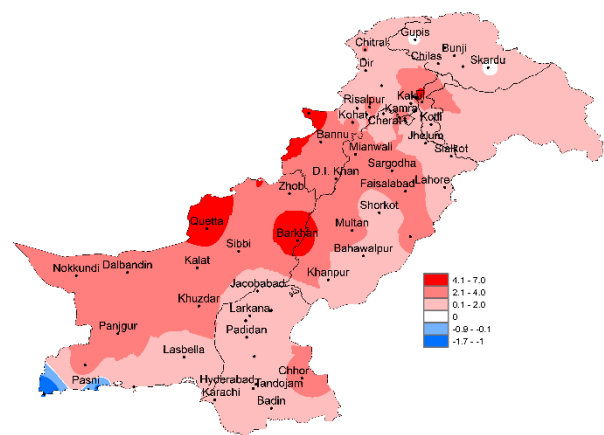 Gupis
Chitral
Bunji
Chilas
Skardu
Dir
Kakul
Risalpur
Kamra
Kohat
Cherat
Kotli
Bannu
Jhelum
Mianwali
Sialkot
Sargodha
D.I. Khan
Lahore
Zhob
Faisalabad
Shorkot
Quetta
Multan
Barkhan
Sibbi
Bahawalpur
Kalat
Nokkundi
Dalbandin
Khanpur
Jacobabad
Khuzdar
Larkana
Panjgur
Padidan
Lasbella
Chhor
Pasni
Hyderabad
Tandojam
Karachi
Badin
4.1 - 7.0
2.1 - 4.0
0.1 - 2.0
0
-0.9 - -0.1
-1.7 - -1